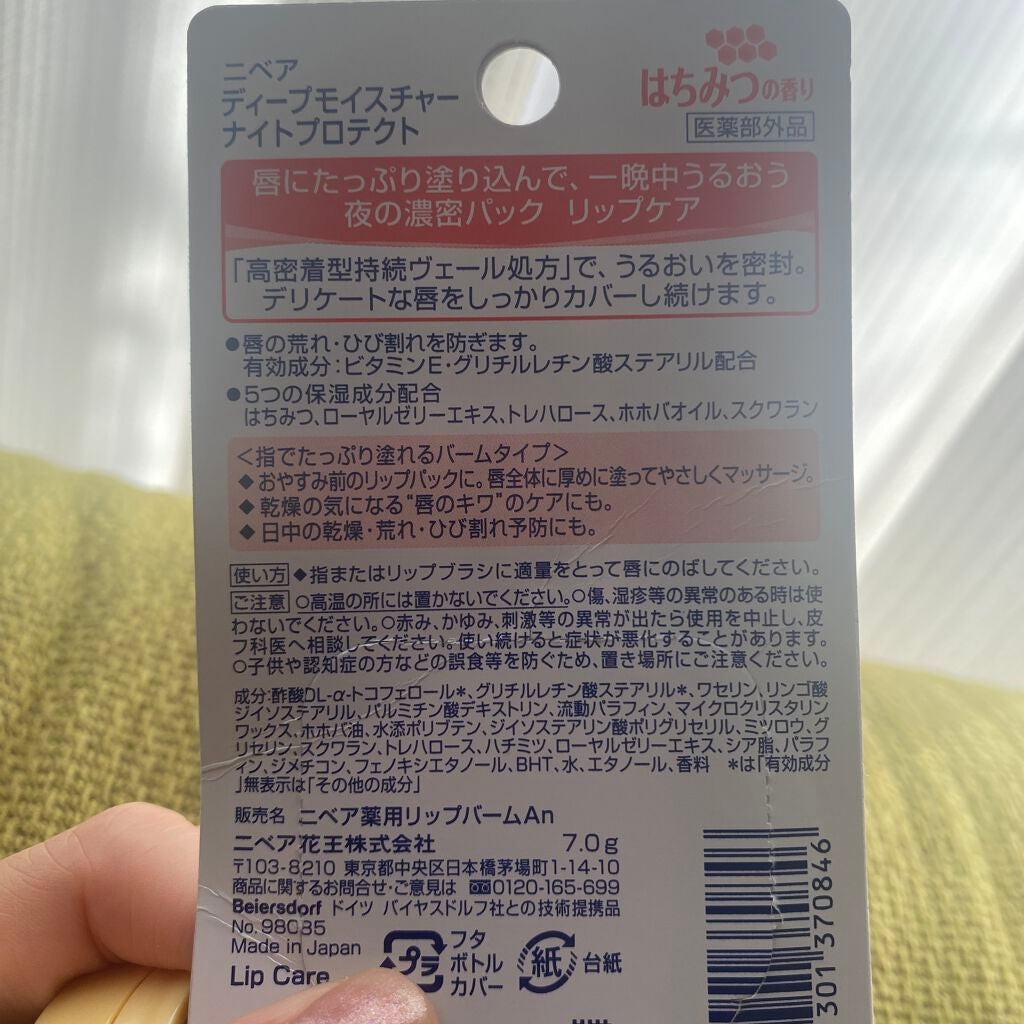 ニベア
ディープモイスチャー
ナイトプロテクト
はちみつの香り
医薬部外品
唇にたっぷり塗り込んで、一晩中うるおう
夜の濃密パック リップケア
「高密着型持続ヴェール処方」で、うるおいを密封。
デリケートな唇をしっかりカバーし続けます。
●唇の荒れ・ひび割れを防ぎます。
有効成分:ビタミンE・グリチルレチン酸ステアリル配合
●5つの保湿成分配合
はちみつ、ローヤルゼリーエキス、トレハロース、ホホバオイル、スクワラン
<指でたっぷり塗れるバームタイプ>
◆おやすみ前のリップパックに。唇全体に厚めに塗ってやさしくマッサージ。
◆乾燥の気になる“唇のキワ”のケアにも。
◆日中の乾燥・荒れ・ひび割れ予防にも。
使い方 ◆指またはリップブラシに適量をとって唇にのばしてください。
ご注意 ○高温の所には置かないでください。○傷、湿疹等の異常のある時は使
わないでください。○赤み、かゆみ、刺激等の異常が出たら使用を中止し、皮
フ科医へ相談してください。使い続けると症状が悪化することがあります。
○子供や認知症の方などの誤食等を防ぐため、置き場所にご注意ください。
成分:酢酸DL-α-トコフェロール*、グリチルレチン酸ステアリル*、ワセリン、リンゴ酸
ジイソステアリル、パルミチン酸デキストリン、流動パラフィン、マイクロクリスタリン
ワックス、ホホバ油、水添ポリブテン、ジイソステアリン酸ポリグリセリル、ミツロウ、グ
リセリン、スクワラン、トレハロース、ハチミツ、ローヤルゼリーエキス、シア脂、パラフ
ィン、ジメチコン、フェノキシエタノール、BHT、水、エタノール、香料 *は「有効成分
」無表示は「その他の成分」
販売名 ニベア薬用リップバームAn
ニベア花王株式会社 7.0g
〒103-8210 東京都中央区日本橋茅場町1-14-10
商品に関するお問合せ・ご意見は 0120-165-699
Beiersdorf ドイツ バイヤスドルフ社との技術提携品
No.98085
Made in Japan
Lip Care
プラ
フタ
ボトル
カバー
紙
台紙
301 370846